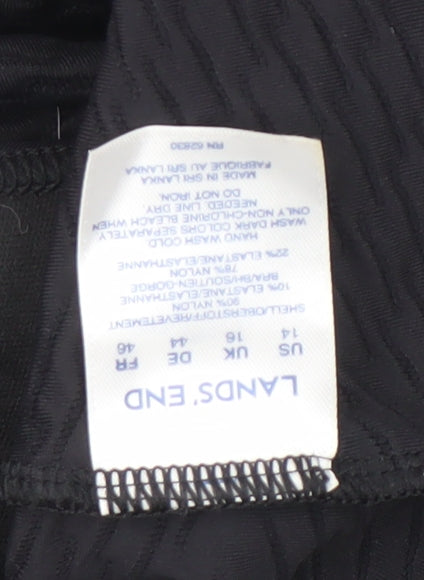 LANDS' END
US UK DE FR
14 16 44 46
SHELL/OBERSTOFF/REVETEMENT
90% NYLON
10% ELASTANE/ELASTHANNE
BRA/BH/SOUTIEN-GORGE
78% NYLON
22% ELASTANE/ELASTHANNE
HAND WASH COLD.
WASH DARK COLORS SEPARATELY.
ONLY NON-CHLORINE BLEACH WHEN
NEEDED. LINE DRY.
DO NOT IRON.
MADE IN SRI LANKA
FABRIQUE AU SRI LANKA
RN 62830